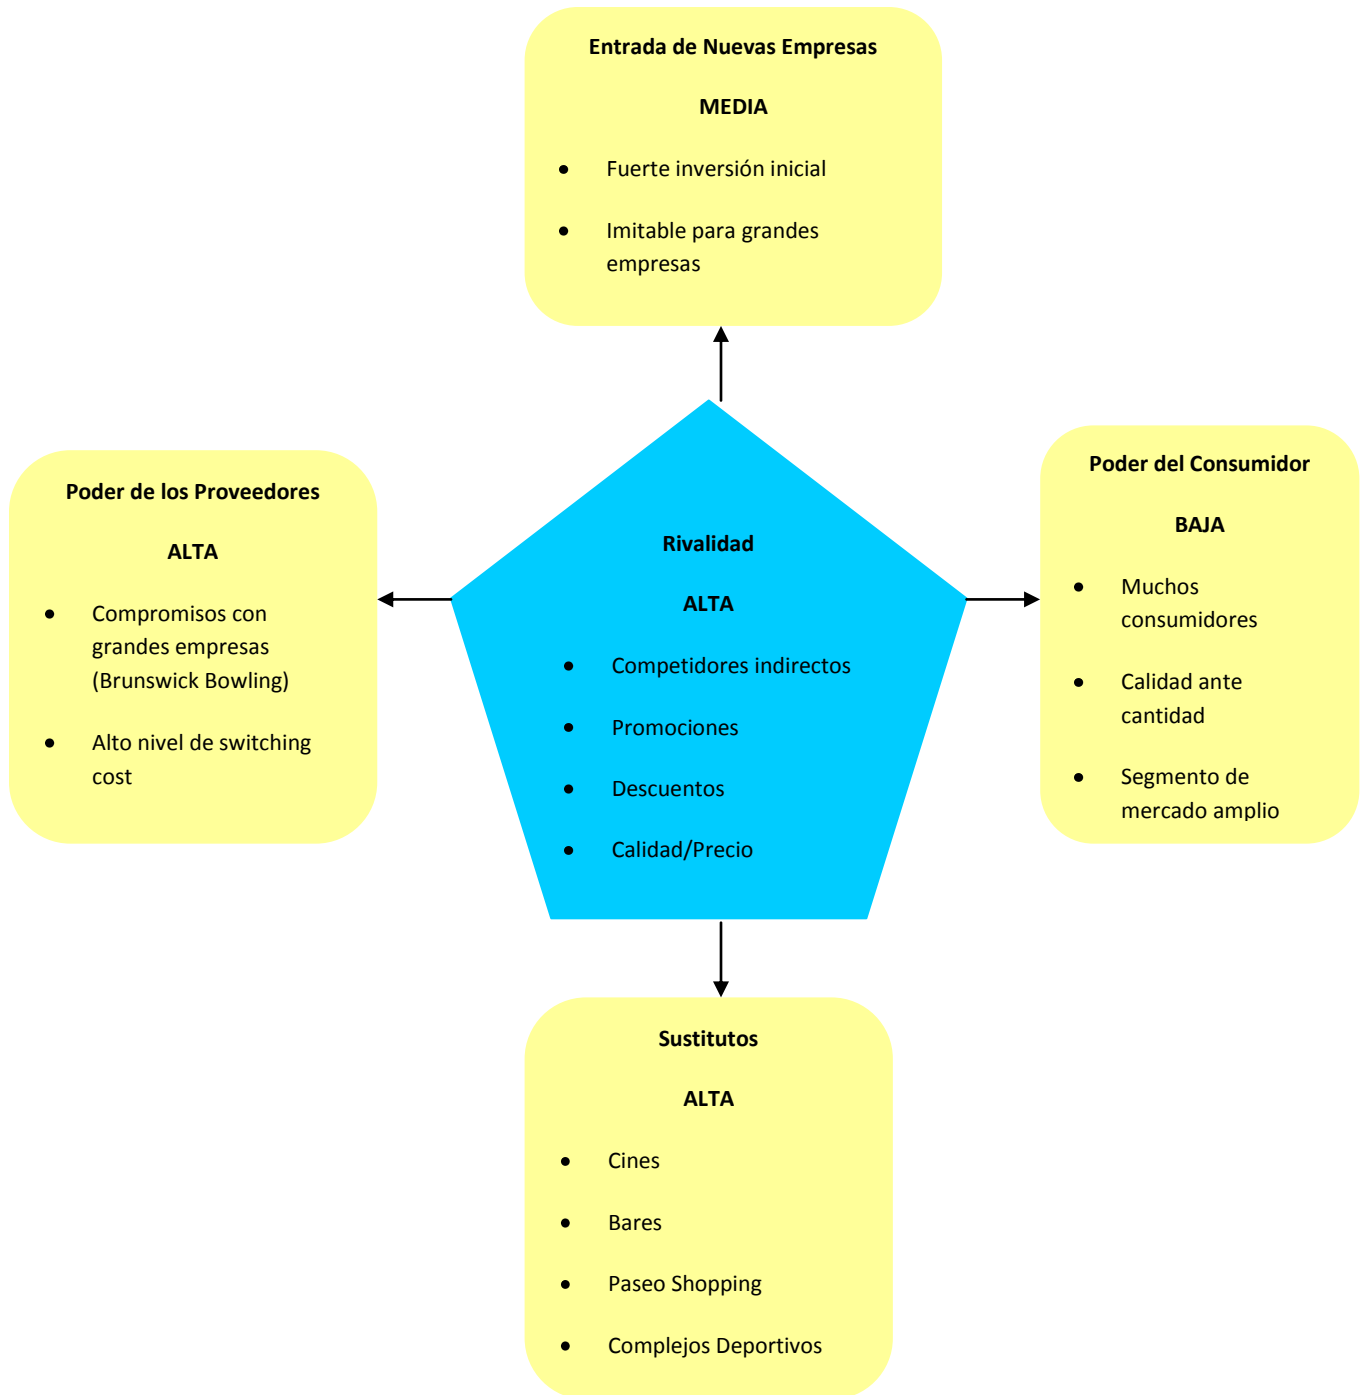 Entrada de Nuevas Empresas
MEDIA
● Fuerte inversión inicial
● Imitable para grandes
empresas
Poder de los Proveedores
ALTA
● Compromisos con
grandes empresas
(Brunswick Bowling)
● Alto nivel de switching
cost
Rivalidad
ALTA
● Competidores indirectos
● Promociones
● Descuentos
● Calidad/Precio
Poder del Consumidor
BAJA
● Muchos
consumidores
● Calidad ante
cantidad
● Segmento de
mercado amplio
Sustitutos
ALTA
● Cines
● Bares
● Paseo Shopping
● Complejos Deportivos